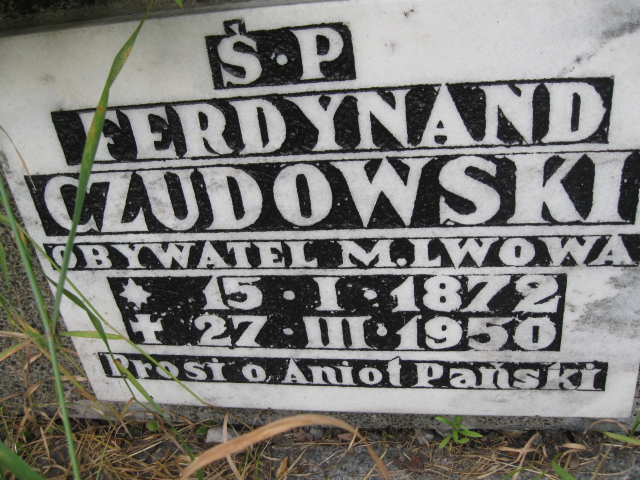 Ś·P
FERDYNAND
CZUDOWSKI
OBYWATEL M.LWOWA
★ 15·I·1872
✝ 27·III·1950
Prosi o Anioł Pański